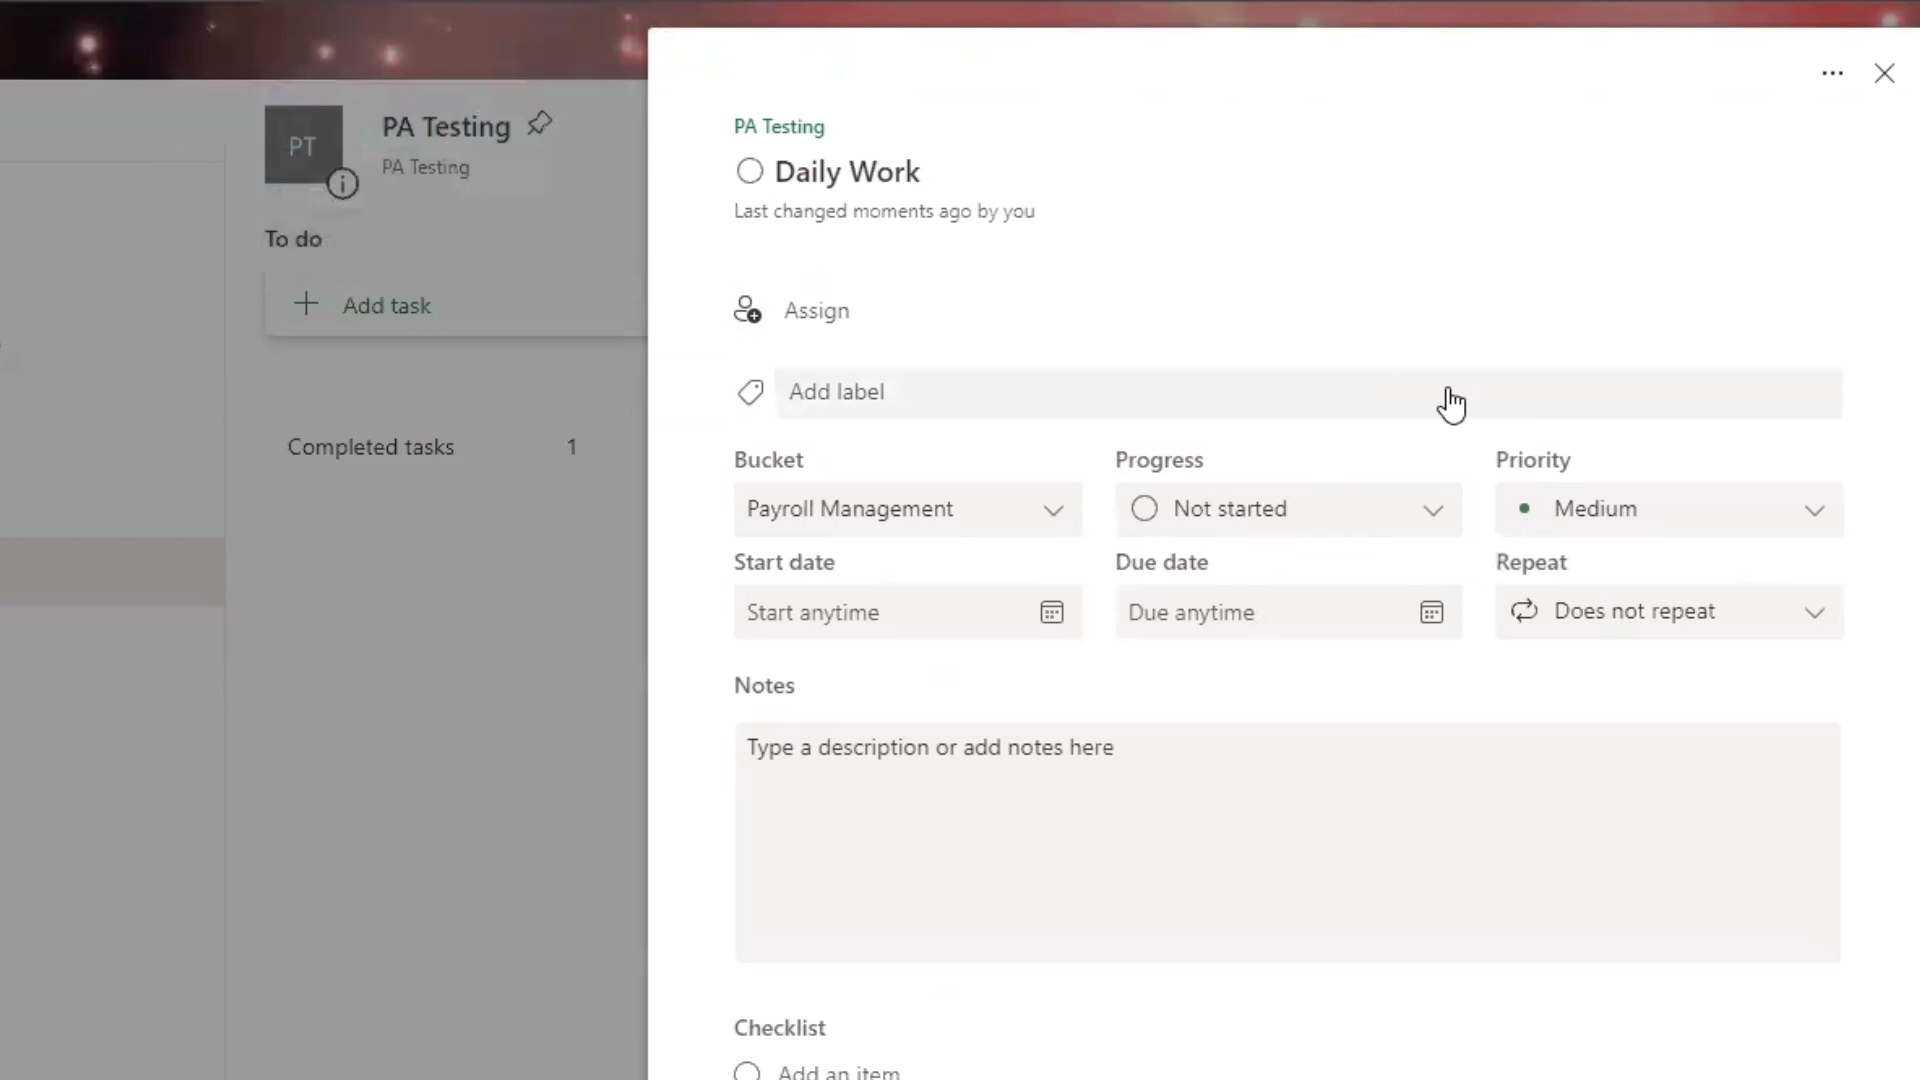 PT
PA Testing
PA Testing
To do
Add task
Completed tasks 1
PA Testing
Daily Work
Last changed moments ago by you
Assign
Add label
Bucket Progress Priority
Payroll Management Not started Medium
Start date Due date Repeat
Start anytime Due anytime Does not repeat
Notes
Type a description or add notes here
Checklist
Add an item